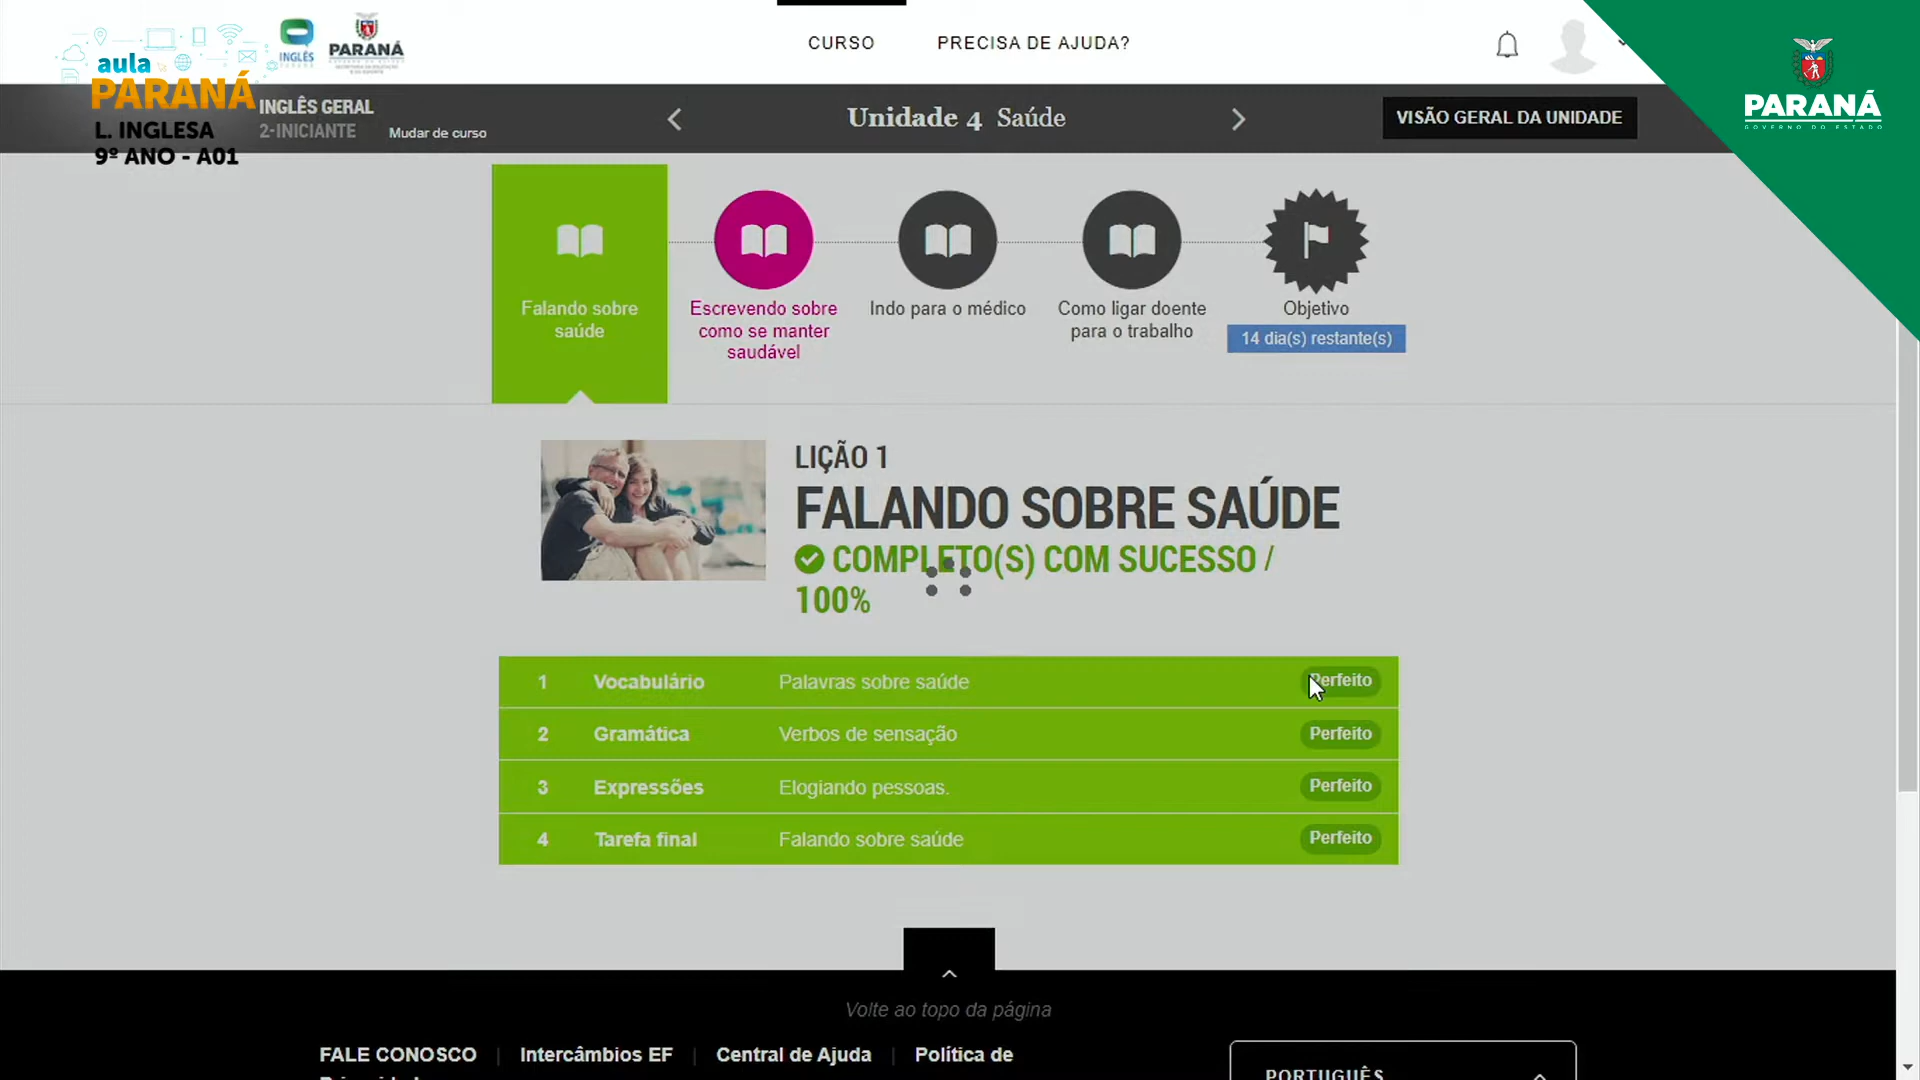 CURSO
PRECISA DE AJUDA?
INGLÊS
PARANÁ
aula
PARANÁ
L. INGLESA
9º ANO - A01
INGLÊS GERAL
2-INICIANTE
Mudar de curso
Unidade 4 Saúde
VISÃO GERAL DA UNIDADE
PARANÁ
GOVERNO DO ESTADO
Falando sobre
saúde
Escrevendo sobre
como se manter
saudável
Indo para o médico
Como ligar doente
para o trabalho
Objetivo
14 dia(s) restante(s)
LIÇÃO 1
FALANDO SOBRE SAÚDE
COMPLETO(S) COM SUCESSO /
100%
1 Vocabulário Palavras sobre saúde Perfeito
2 Gramática Verbos de sensação Perfeito
3 Expressões Elogiando pessoas. Perfeito
4 Tarefa final Falando sobre saúde Perfeito
Volte ao topo da página
FALE CONOSCO | Intercâmbios EF | Central de Ajuda | Política de
PORTUGUÊS